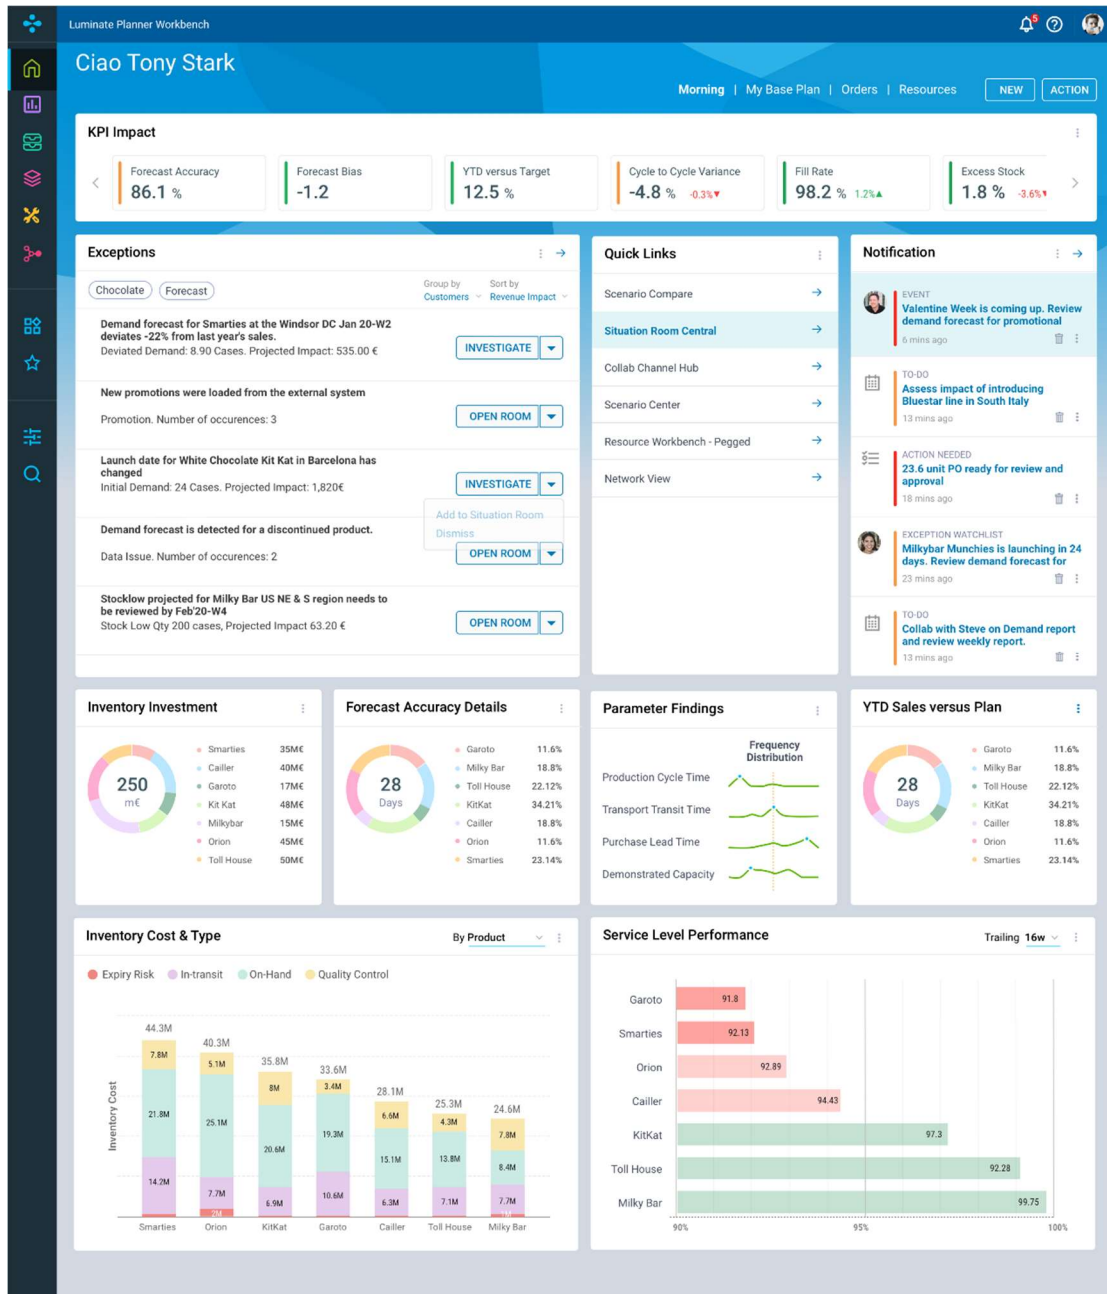 Luminate Planner Workbench
5
Ciao Tony Stark
Morning | My Base Plan | Orders | Resources
NEW
ACTION
KPI Impact
Forecast Accuracy
86.1 %
Forecast Bias
-1.2
YTD versus Target
12.5 %
Cycle to Cycle Variance
-4.8 % -0.3%▼
Fill Rate
98.2 % 1.2%▲
Excess Stock
1.8 % -3.6%▼
Exceptions
Chocolate
Forecast
Group by
Customers
Sort by
Revenue Impact
Demand forecast for Smarties at the Windsor DC Jan 20-W2
deviates -22% from last year's sales.
Deviated Demand: 8.90 Cases. Projected Impact: 535.00 €
INVESTIGATE
New promotions were loaded from the external system
Promotion. Number of occurences: 3
OPEN ROOM
Launch date for White Chocolate Kit Kat in Barcelona has
changed
Initial Demand: 24 Cases. Projected Impact: 1,820€
INVESTIGATE
Add to Situation Room
Dismiss
Demand forecast is detected for a discontinued product.
Data Issue. Number of occurences: 2
OPEN ROOM
Stocklow projected for Milky Bar US NE & S region needs to
be reviewed by Feb'20-W4
Stock Low Qty 200 cases, Projected Impact 63.20 €
OPEN ROOM
Quick Links
Scenario Compare
Situation Room Central
Collab Channel Hub
Scenario Center
Resource Workbench - Pegged
Network View
Notification
EVENT
Valentine Week is coming up. Review
demand forecast for promotional
6 mins ago
TO-DO
Assess impact of introducing
Bluestar line in South Italy
13 mins ago
ACTION NEEDED
23.6 unit PO ready for review and
approval
18 mins ago
EXCEPTION WATCHLIST
Milkybar Munchies is launching in 24
days. Review demand forecast for
23 mins ago
TO-DO
Collab with Steve on Demand report
and review weekly report.
13 mins ago
Inventory Investment
250
m€
Smarties 35M€
Cailler 40M€
Garoto 17M€
Kit Kat 48M€
Milkybar 15M€
Orion 45M€
Toll House 50M€
Forecast Accuracy Details
28
Days
Garoto 11.6%
Milky Bar 18.8%
Toll House 22.12%
KitKat 34.21%
Cailler 18.8%
Orion 11.6%
Smarties 23.14%
Parameter Findings
Frequency
Distribution
Production Cycle Time
Transport Transit Time
Purchase Lead Time
Demonstrated Capacity
YTD Sales versus Plan
28
Days
Garoto 11.6%
Milky Bar 18.8%
Toll House 22.12%
KitKat 34.21%
Cailler 18.8%
Orion 11.6%
Smarties 23.14%
Inventory Cost & Type
By Product
Expiry Risk
In-transit
On-Hand
Quality Control
Inventory Cost
44.3M
7.8M
21.8M
14.2M
Smarties
40.3M
5.1M
25.1M
7.7M
2M
Orion
35.8M
8M
20.6M
6.9M
KitKat
33.6M
3.4M
19.3M
10.6M
Garoto
28.1M
6.6M
15.1M
6.3M
Cailler
25.3M
4.3M
13.8M
7.1M
Toll House
24.6M
7.8M
8.4M
7.7M
Milky Bar
Service Level Performance
Trailing 16w
Garoto 91.8
Smarties 92.13
Orion 92.89
Cailler 94.43
KitKat 97.3
Toll House 92.28
Milky Bar 99.75
90% 95% 100%